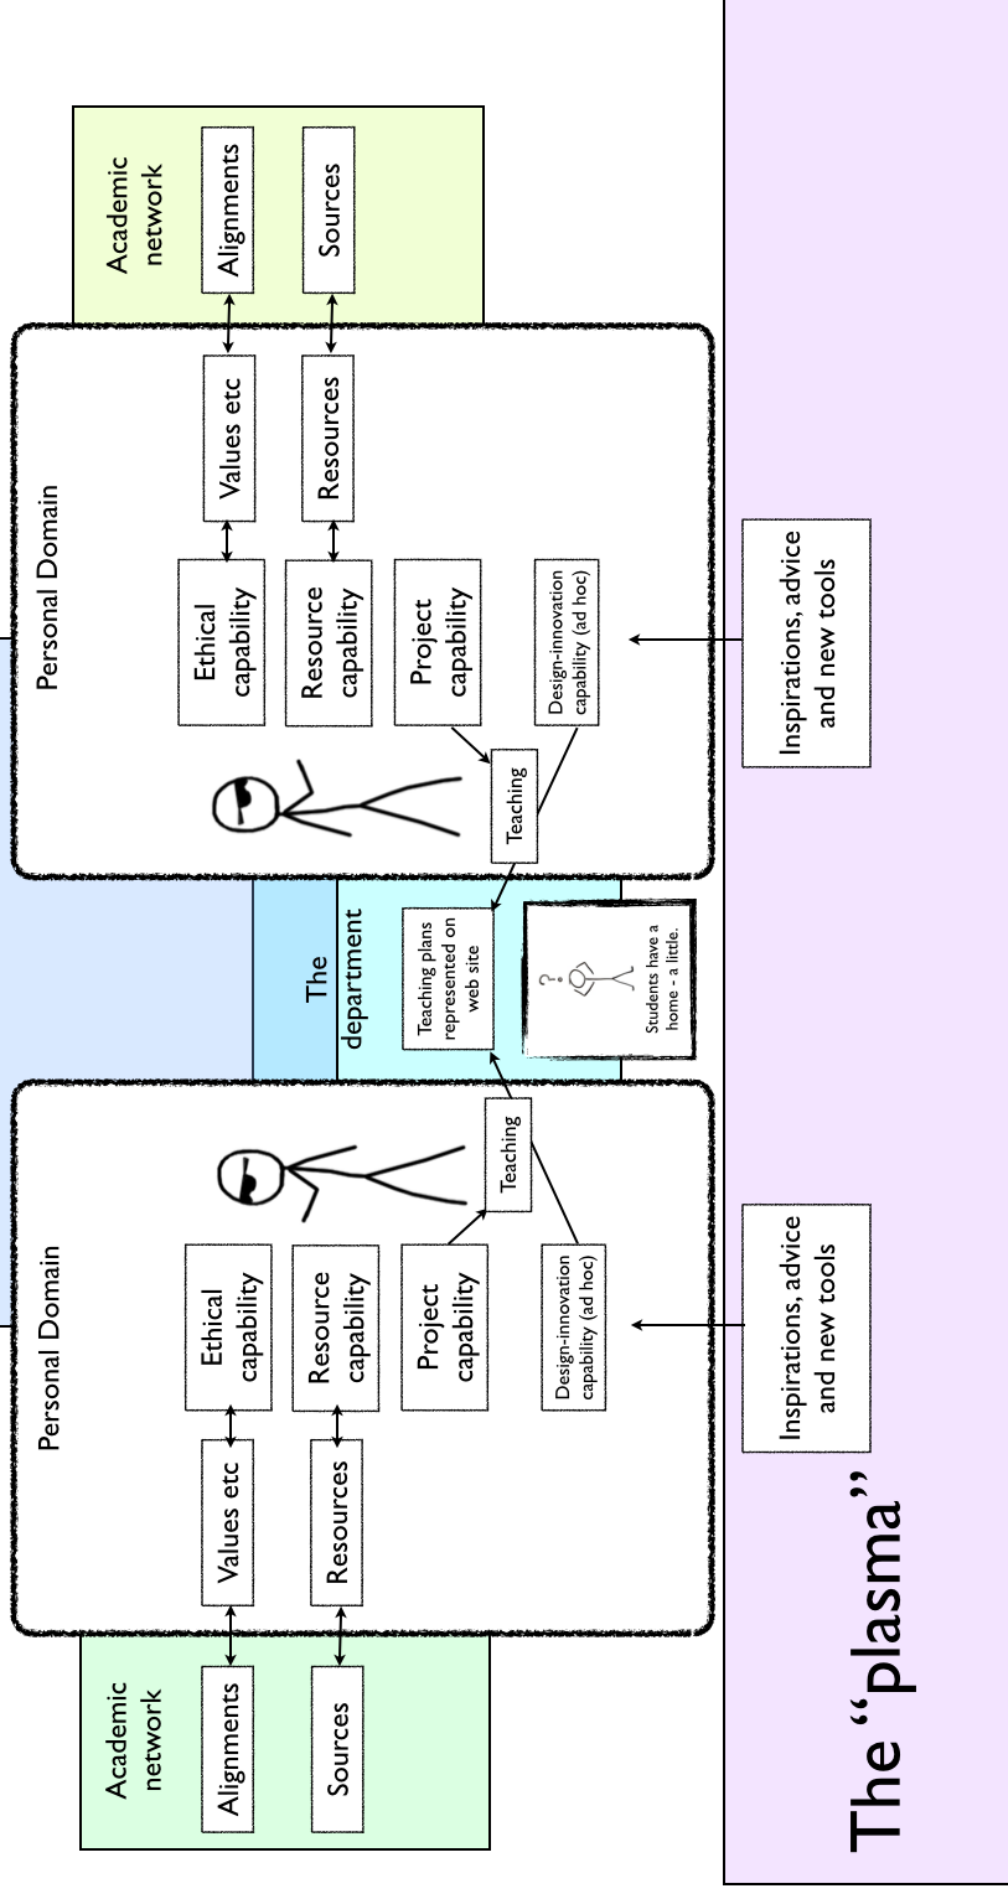 Academic
network
Alignments
Sources
Personal Domain
Values etc
Resources
Ethical
capability
Resource
capability
Project
capability
Design-innovation
capability (ad hoc)
Teaching
The
department
Teaching plans
represented on
web site
?
Students have a
home - a little.
Personal Domain
Teaching
Ethical
capability
Resource
capability
Project
capability
Design-innovation
capability (ad hoc)
Values etc
Resources
Academic
network
Alignments
Sources
Inspirations, advice
and new tools
Inspirations, advice
and new tools
The “plasma”